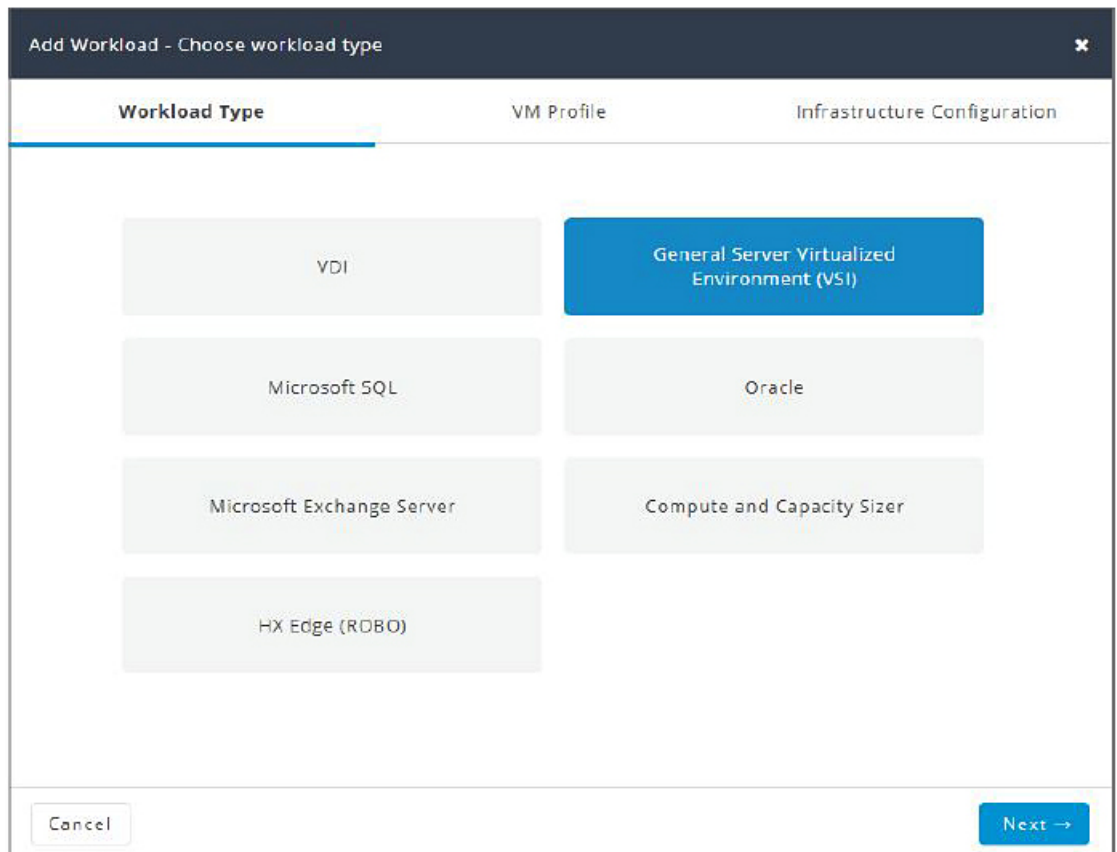 Add Workload - Choose workload type
Workload Type
VM Profile
Infrastructure Configuration
VDI
General Server Virtualized
Environment (VSI)
Microsoft SQL
Oracle
Microsoft Exchange Server
Compute and Capacity Sizer
HX Edge (ROBO)
Cancel
Next →